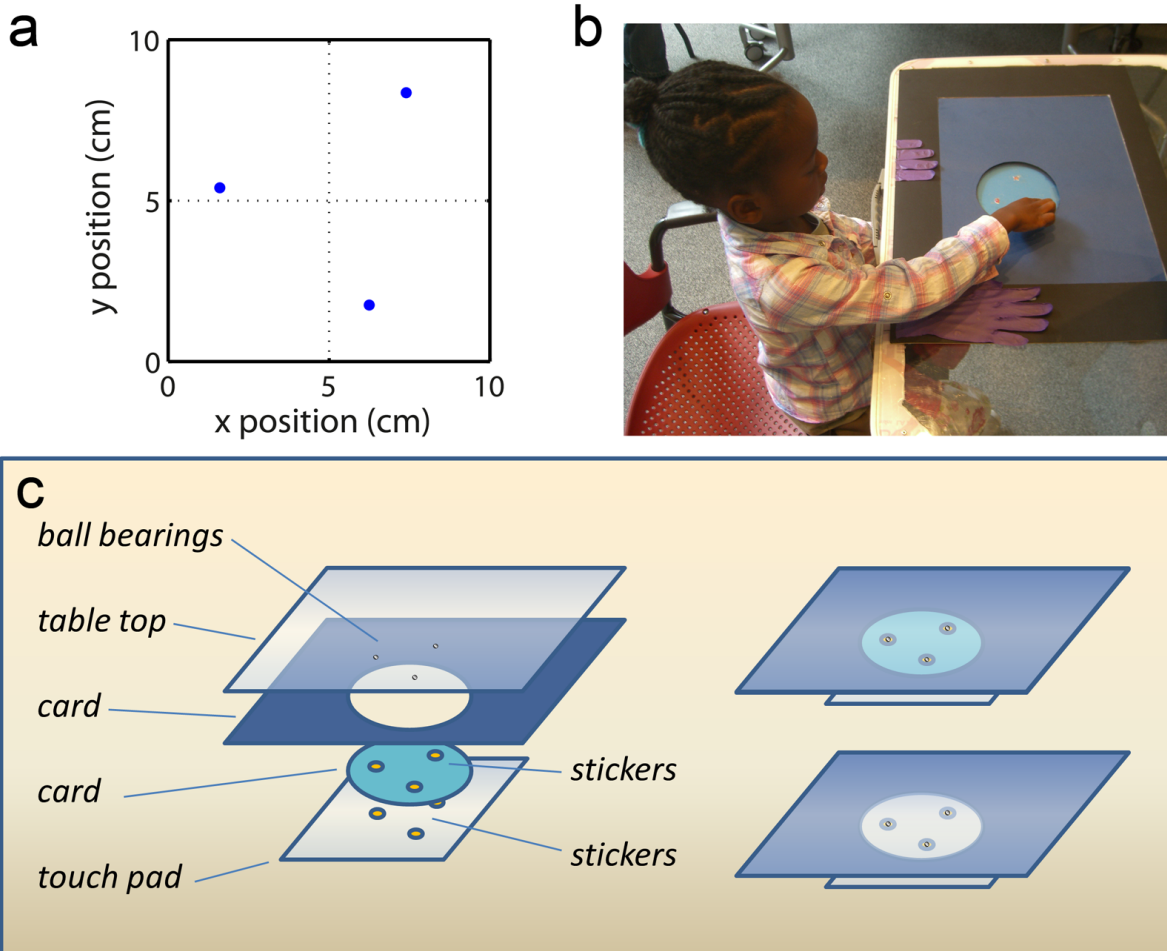 a
10
5
0
y position (cm)
0
5
10
x position (cm)
b
c
ball bearings
table top
card
card
touch pad
stickers
stickers